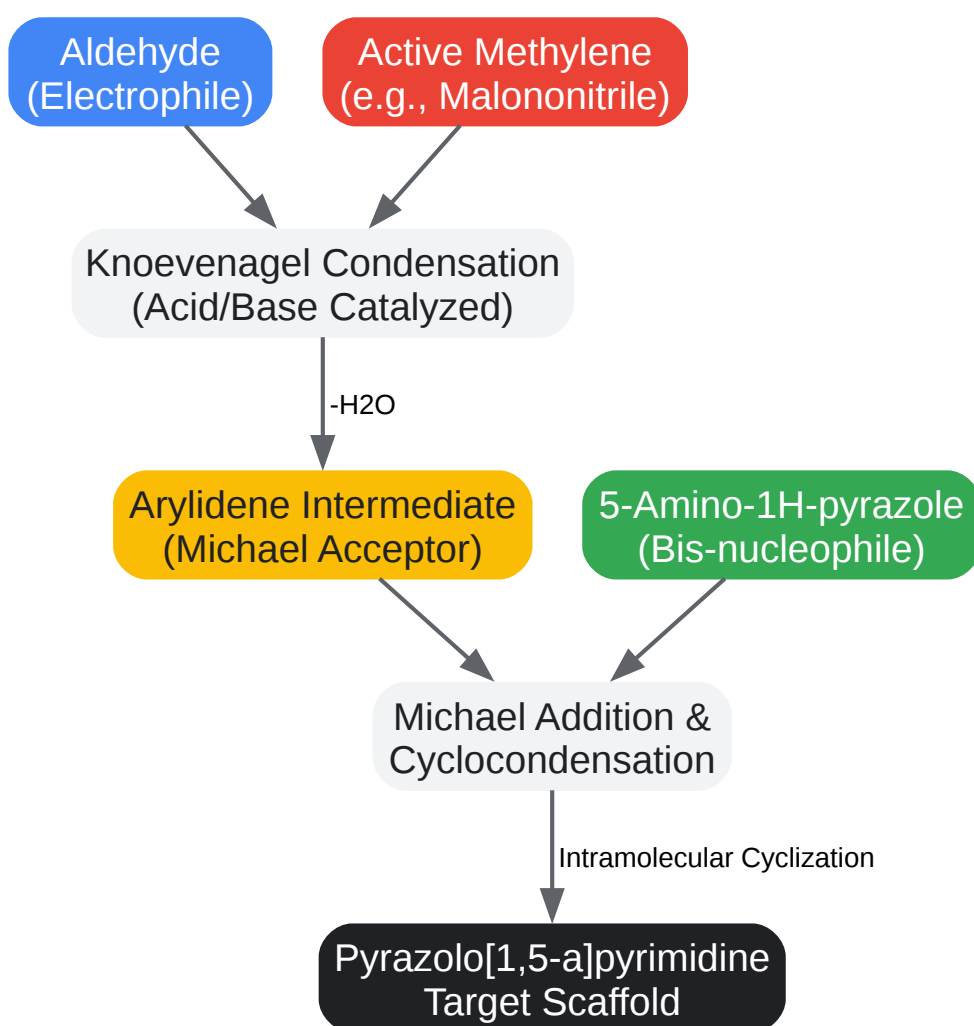 Aldehyde
(Electrophile)
Active Methylene
(e.g., Malononitrile)
Knoevenagel Condensation
(Acid/Base Catalyzed)
-H2O
Arylidene Intermediate
(Michael Acceptor)
5-Amino-1H-pyrazole
(Bis-nucleophile)
Michael Addition &
Cyclocondensation
Intramolecular Cyclization
Pyrazolo[1,5-a]pyrimidine
Target Scaffold